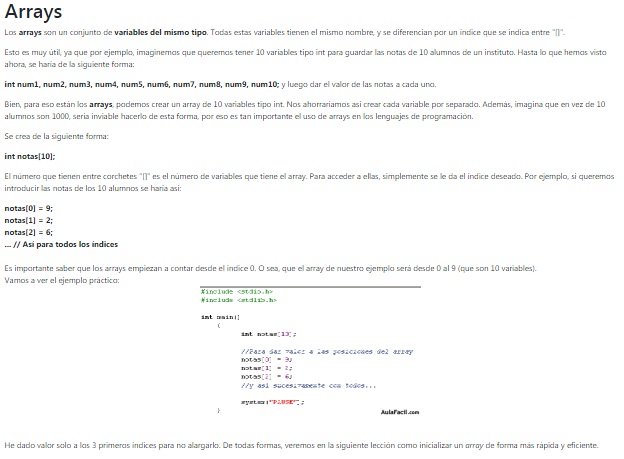 Arrays
Los arrays son un conjunto de variables del mismo tipo. Todas estas variables tienen el mismo nombre, y se diferencian por un índice que se indica entre "[]".
Esto es muy útil, ya que por ejemplo, imaginemos que queremos tener 10 variables tipo int para guardar las notas de 10 alumnos de un instituto. Hasta lo que hemos visto
ahora, se haría de la siguiente forma:
int num1, num2, num3, num4, num5, num6, num7, num8, num9, num10; y luego dar el valor de las notas a cada uno.
Bien, para eso están los arrays, podemos crear un array de 10 variables tipo int. Nos ahorraríamos así crear cada variable por separado. Además, imagina que en vez de 10
alumnos son 1000, sería inviable hacerlo de esta forma, por eso es tan importante el uso de arrays en los lenguajes de programación.
Se crea de la siguiente forma:
int notas[10];
El número que tienen entre corchetes "[]" es el número de variables que tiene el array. Para acceder a ellas, simplemente se le da el índice deseado. Por ejemplo, si queremos
introducir las notas de los 10 alumnos se haría así:
notas[0] = 9;
notas[1] = 2;
notas[2] = 6;
... // Así para todos los índices
Es importante saber que los arrays empiezan a contar desde el índice 0. O sea, que el array de nuestro ejemplo será desde 0 al 9 (que son 10 variables).
Vamos a ver el ejemplo práctico:
#include <stdio.h>
#include <stdlib.h>
int main()
{
int notas[10];
//Para dar valor a las posiciones del array
notas[0] = 9;
notas[1] = 2;
notas[2] = 6;
//y así sucesivamente con todos...
system("PAUSE");
}
AulaFacil.com
He dado valor solo a los 3 primeros índices para no alargarlo. De todas formas, veremos en la siguiente lección como inicializar un array de forma más rápida y eficiente.